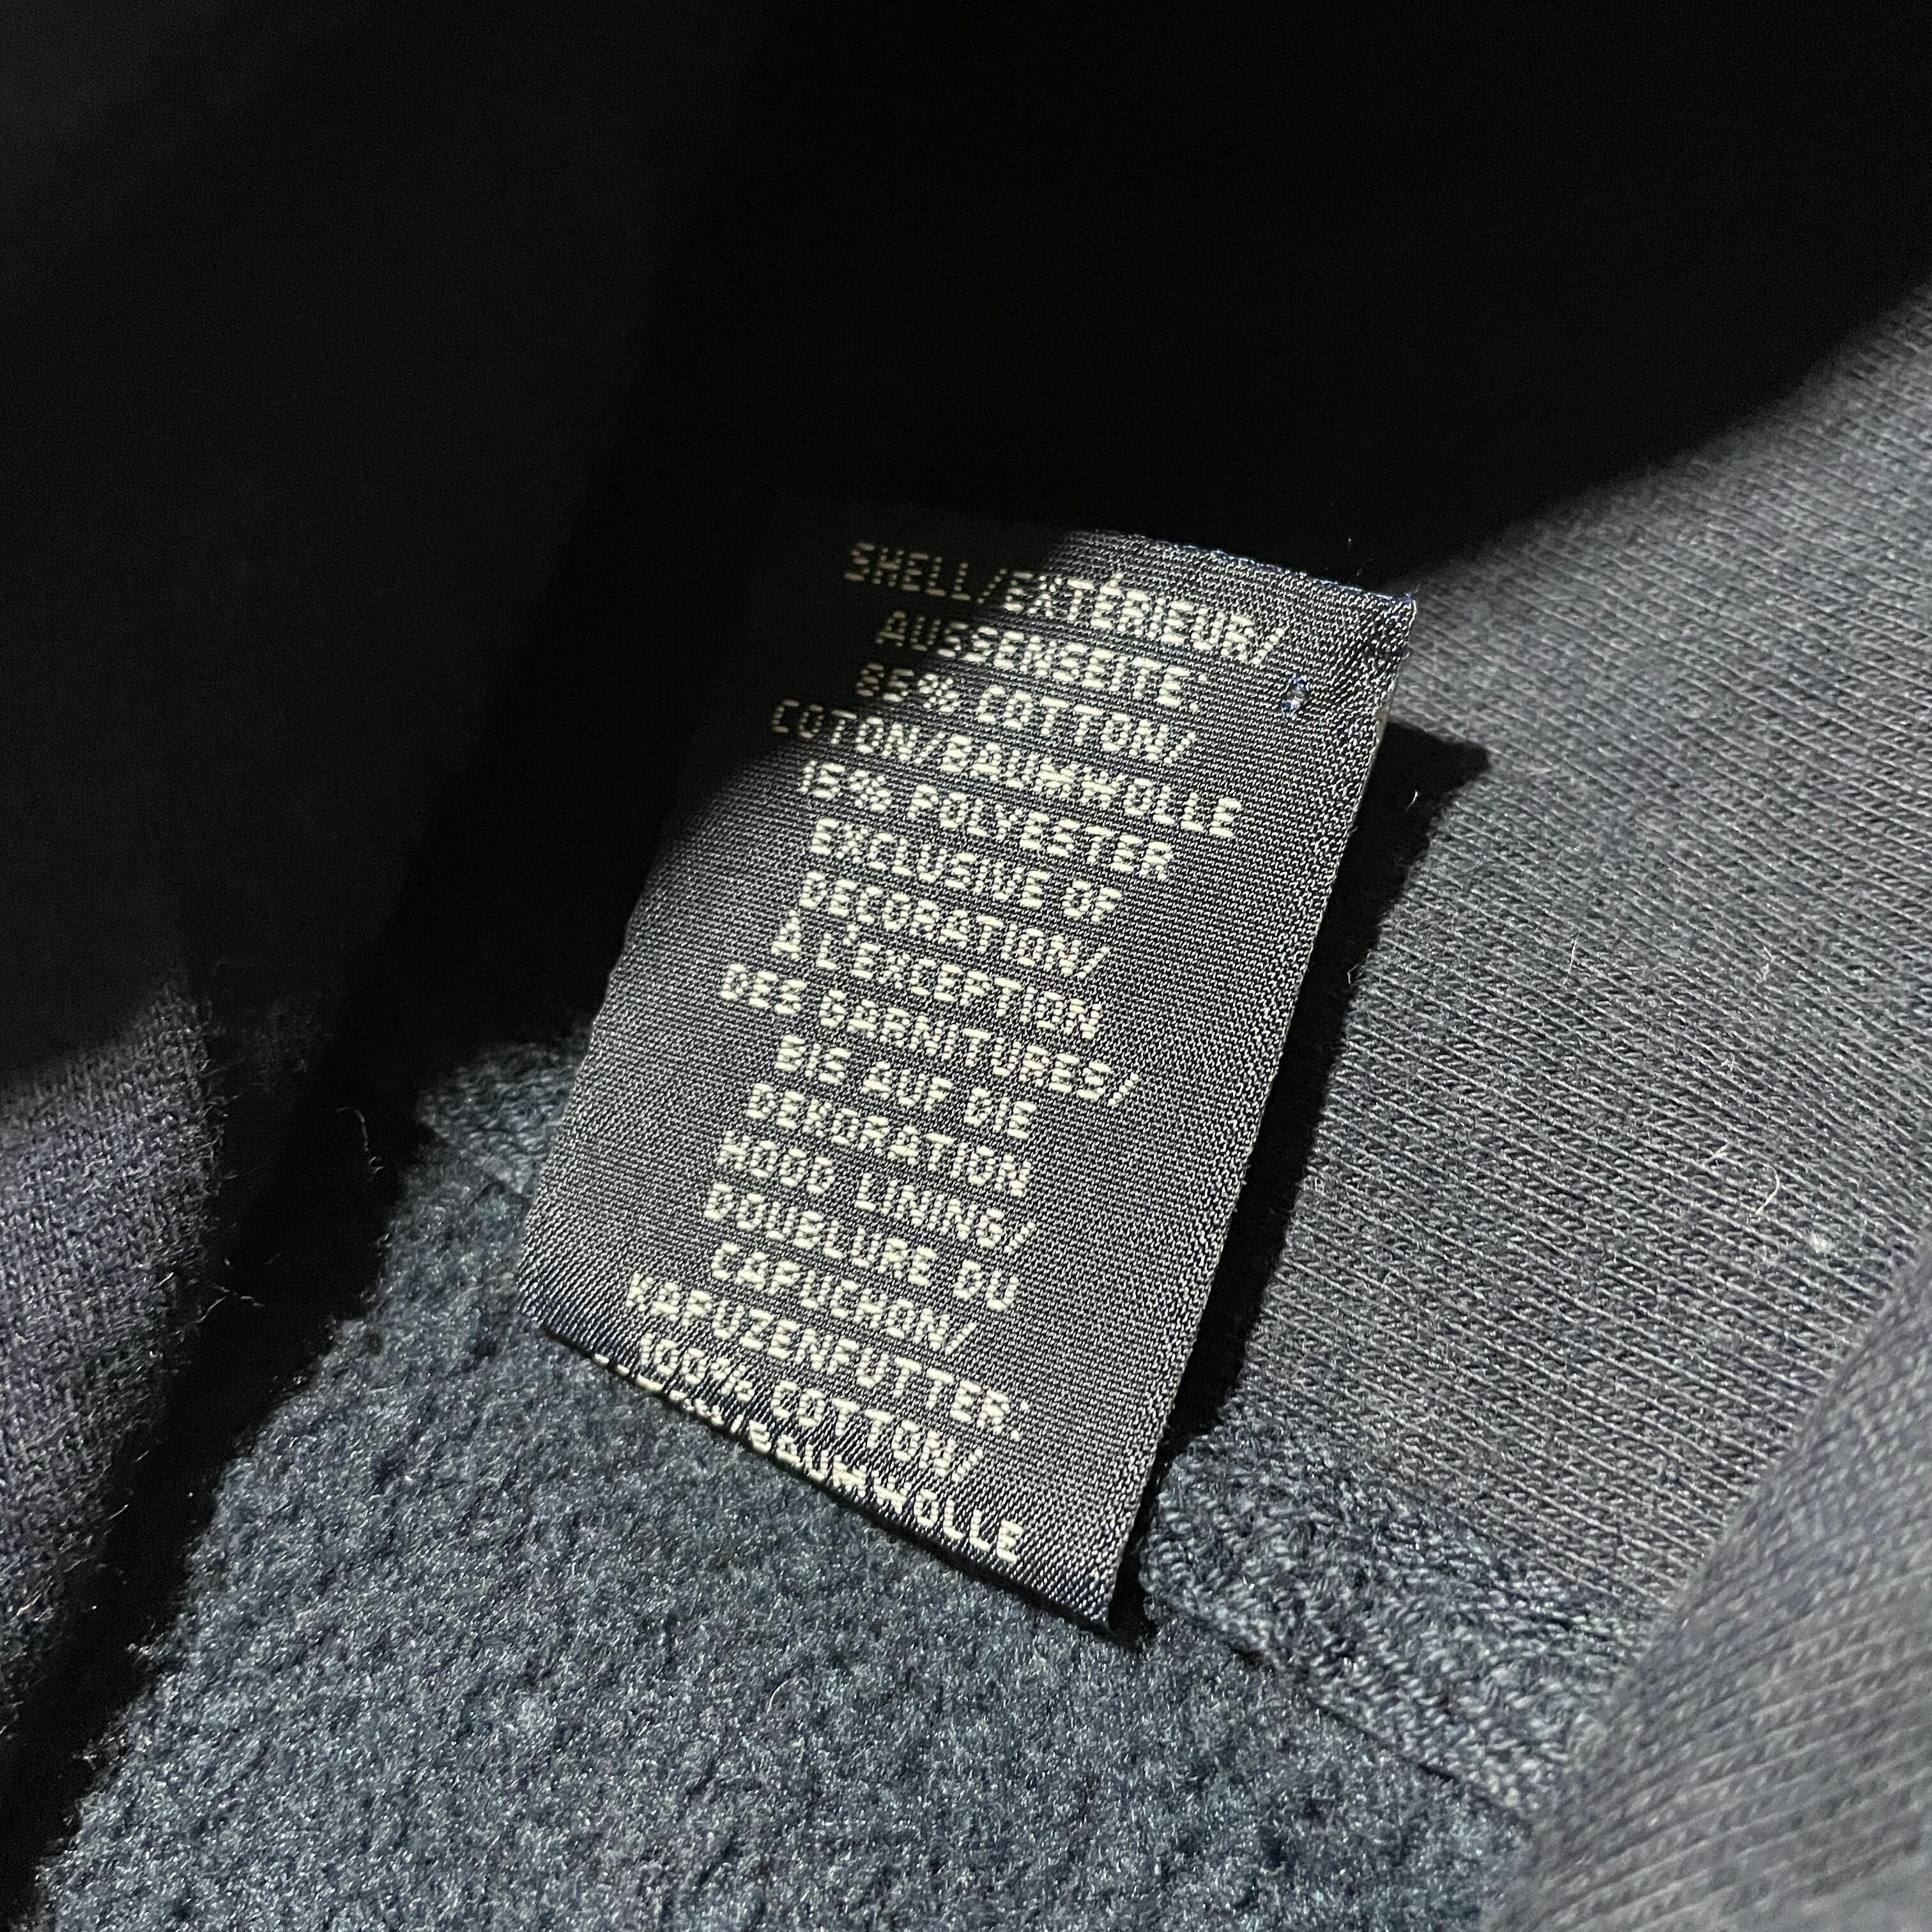 SHELL/EXTÉRIEUR/
AUSSENSEITE:
85% COTTON/
COTON/BAUMWOLLE
15% POLYESTER
EXCLUSIVE OF
DECORATION/
À L'EXCEPTION
DES GARNITURES/
BIS AUF DIE
DEKORATION
HOOD LINING/
DOUBLURE DU
CAPUCHON/
KAPUZENFUTTER:
100% COTTON/
COTON/BAUMWOLLE